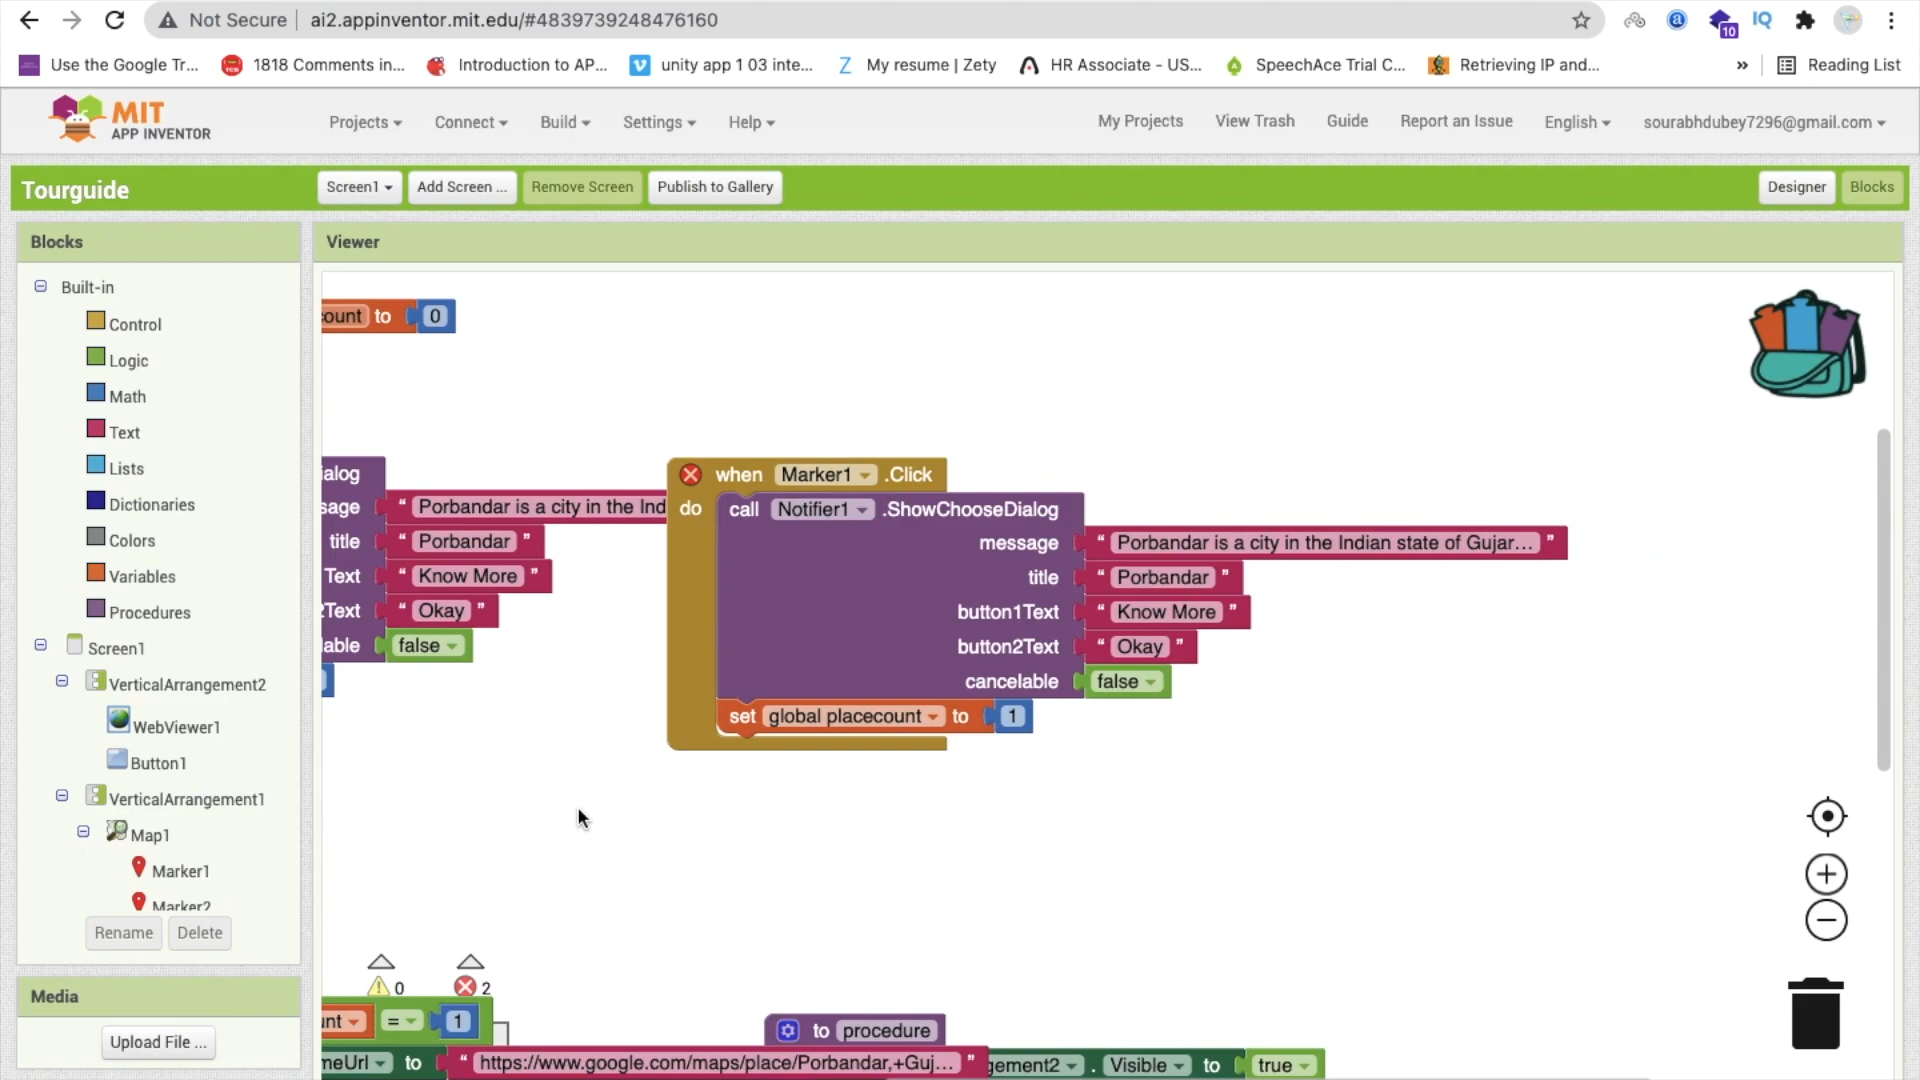 Not Secure ai2.appinventor.mit.edu/#4839739248476160
10 IQ
Use the Google Tr... 1818 Comments in... Introduction to AP... unity app 1 03 inte... Z My resume | Zety HR Associate - US... SpeechAce Trial C... Retrieving IP and... » Reading List
MIT
APP INVENTOR
Projects Connect Build Settings Help My Projects View Trash Guide Report an Issue English sourabhdubey7296@gmail.com
Tourguide Screen1 Add Screen ... Remove Screen Publish to Gallery Designer Blocks
Blocks Viewer
Built-in
Control
Logic
Math
Text
Lists
Dictionaries
Colors
Variables
Procedures
Screen1
VerticalArrangement2
WebViewer1
Button1
VerticalArrangement1
Map1
Marker1
Marker2
Rename Delete
Media
Upload File ...
ount to 0
ialog
sage “ Porbandar is a city in the Ind
title “ Porbandar ”
Text “ Know More ”
2Text “ Okay ”
lable false
when Marker1 .Click
do call Notifier1 .ShowChooseDialog
message “ Porbandar is a city in the Indian state of Gujar... ”
title “ Porbandar ”
button1Text “ Know More ”
button2Text “ Okay ”
cancelable false
set global placecount to 1
0 2
unt = 1
to procedure
meUrl to “ https://www.google.com/maps/place/Porbandar,+Guj... ” gement2 . Visible to true